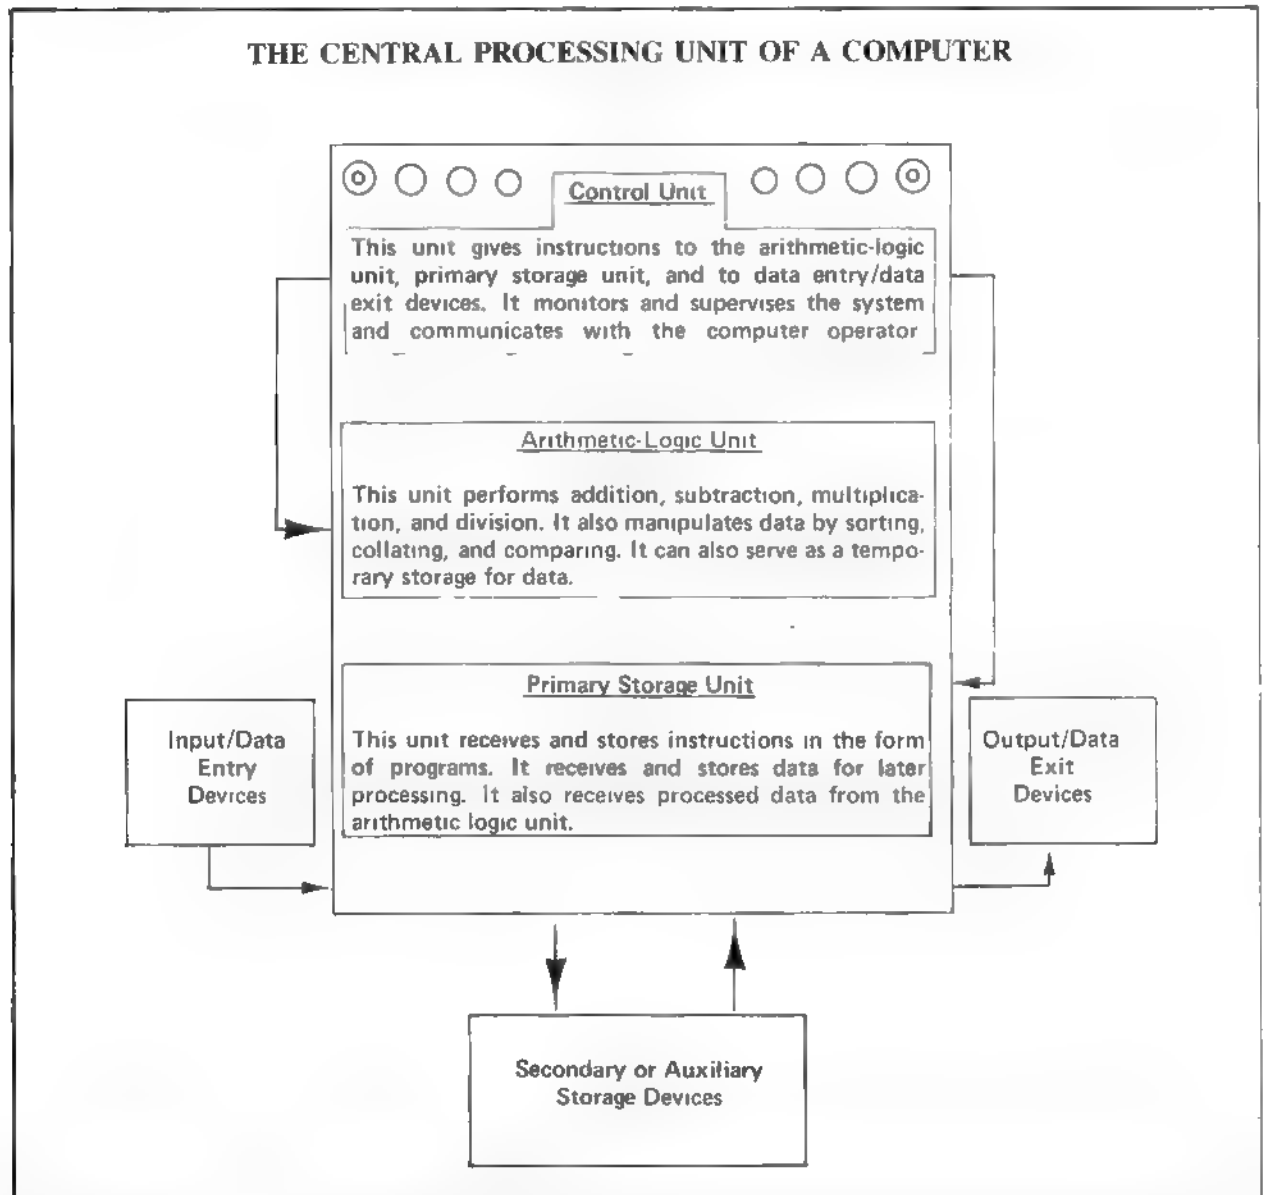 THE CENTRAL PROCESSING UNIT OF A COMPUTER
Control Unit
This unit gives instructions to the arithmetic-logic
unit, primary storage unit, and to data entry/data
exit devices. It monitors and supervises the system
and communicates with the computer operator
Arithmetic-Logic Unit
This unit performs addition, subtraction, multiplica-
tion, and division. It also manipulates data by sorting,
collating, and comparing. It can also serve as a tempo-
rary storage for data.
Primary Storage Unit
This unit receives and stores instructions in the form
of programs. It receives and stores data for later
processing. It also receives processed data from the
arithmetic logic unit.
Input/Data
Entry
Devices
Output/Data
Exit
Devices
Secondary or Auxiliary
Storage Devices